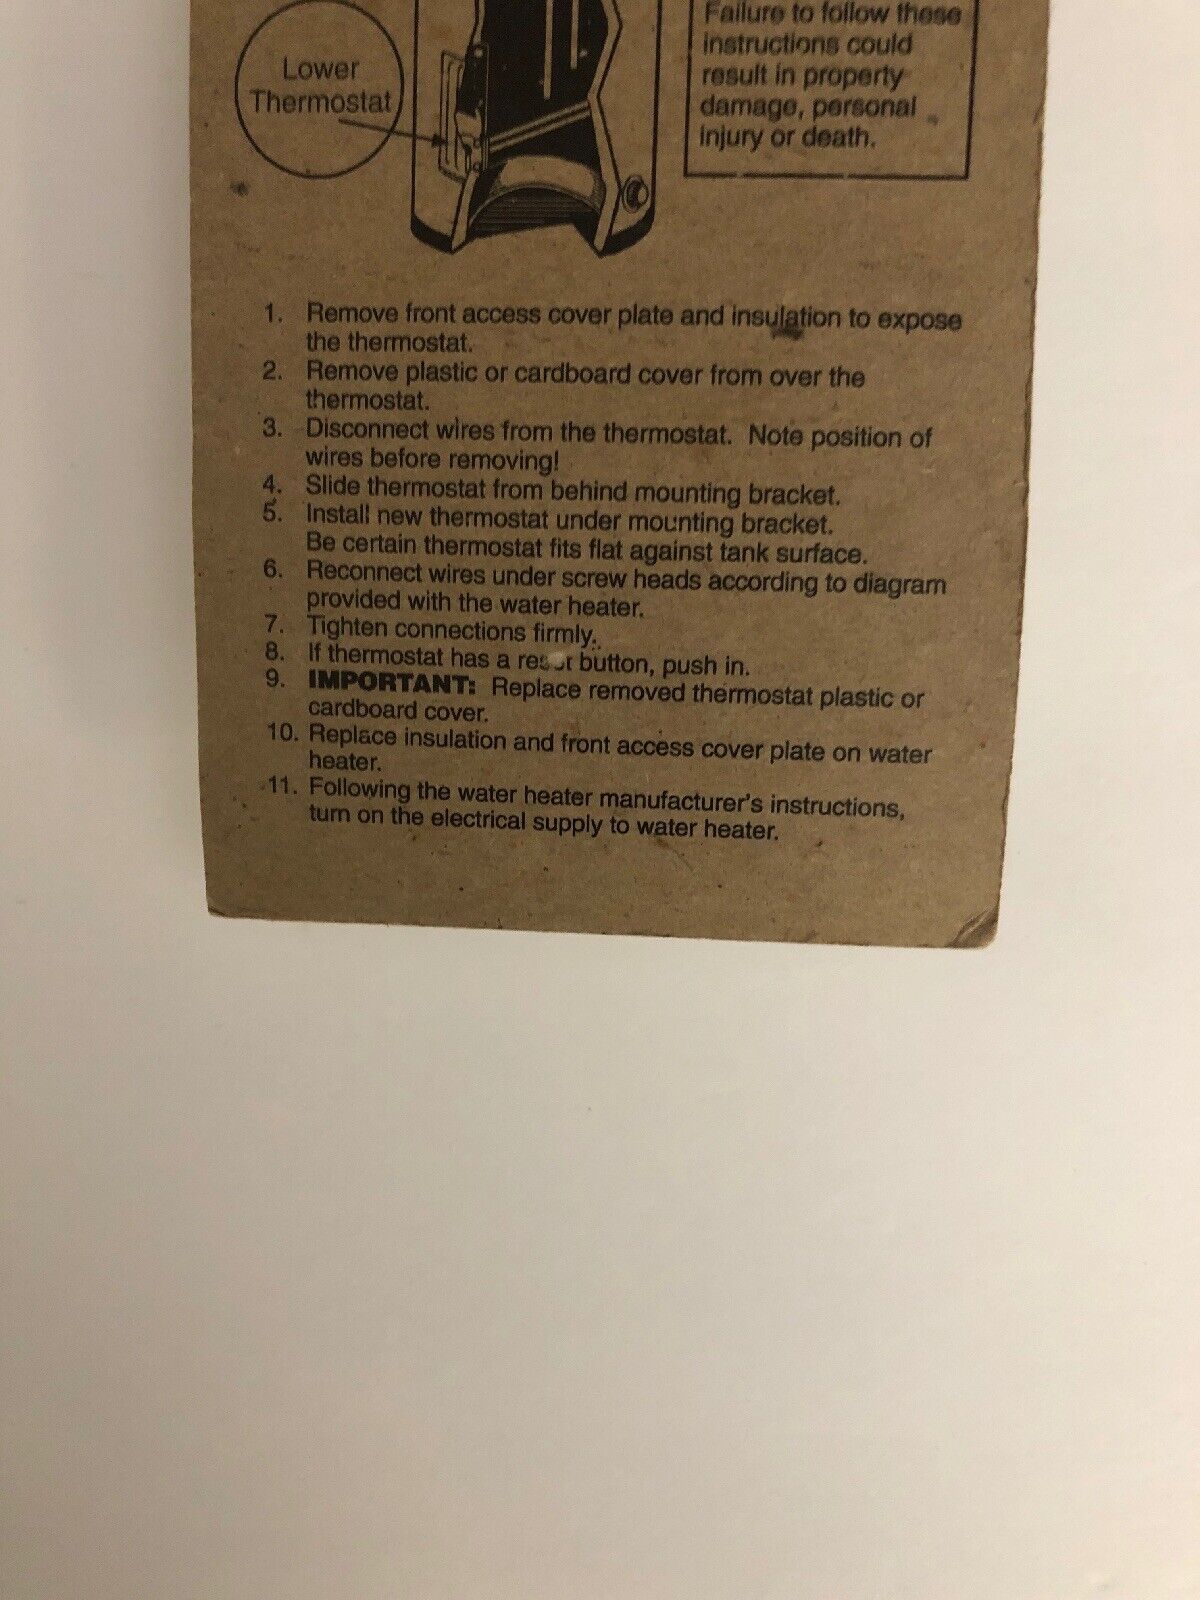 Lower
Thermostat
Failure to follow these
instructions could
result in property
damage, personal
injury or death.
1. Remove front access cover plate and insulation to expose
the thermostat.
2. Remove plastic or cardboard cover from over the
thermostat.
3. Disconnect wires from the thermostat. Note position of
wires before removing!
4. Slide thermostat from behind mounting bracket.
5. Install new thermostat under mounting bracket.
Be certain thermostat fits flat against tank surface.
6. Reconnect wires under screw heads according to diagram
provided with the water heater.
7. Tighten connections firmly.
8. If thermostat has a reset button, push in.
9. IMPORTANT: Replace removed thermostat plastic or
cardboard cover.
10. Replace insulation and front access cover plate on water
heater.
11. Following the water heater manufacturer's instructions,
turn on the electrical supply to water heater.